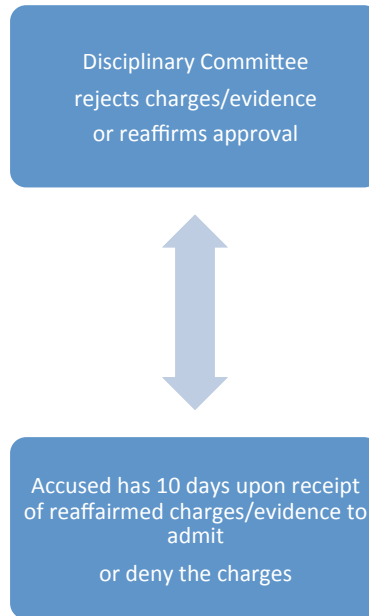 Disciplinary Committee
rejects charges/evidence
or reaffirms approval
Accused has 10 days upon receipt
of reaffairmed charges/evidence to
admit
or deny the charges